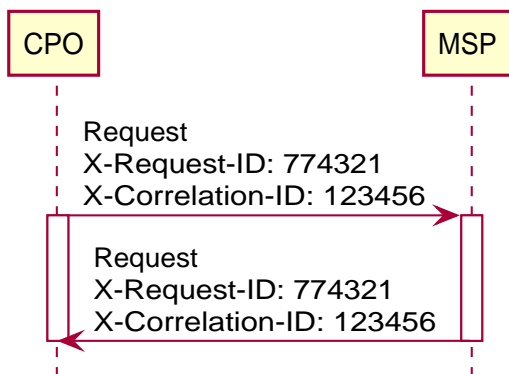 CPO
MSP
Request
X-Request-ID: 774321
X-Correlation-ID: 123456
Request
X-Request-ID: 774321
X-Correlation-ID: 123456